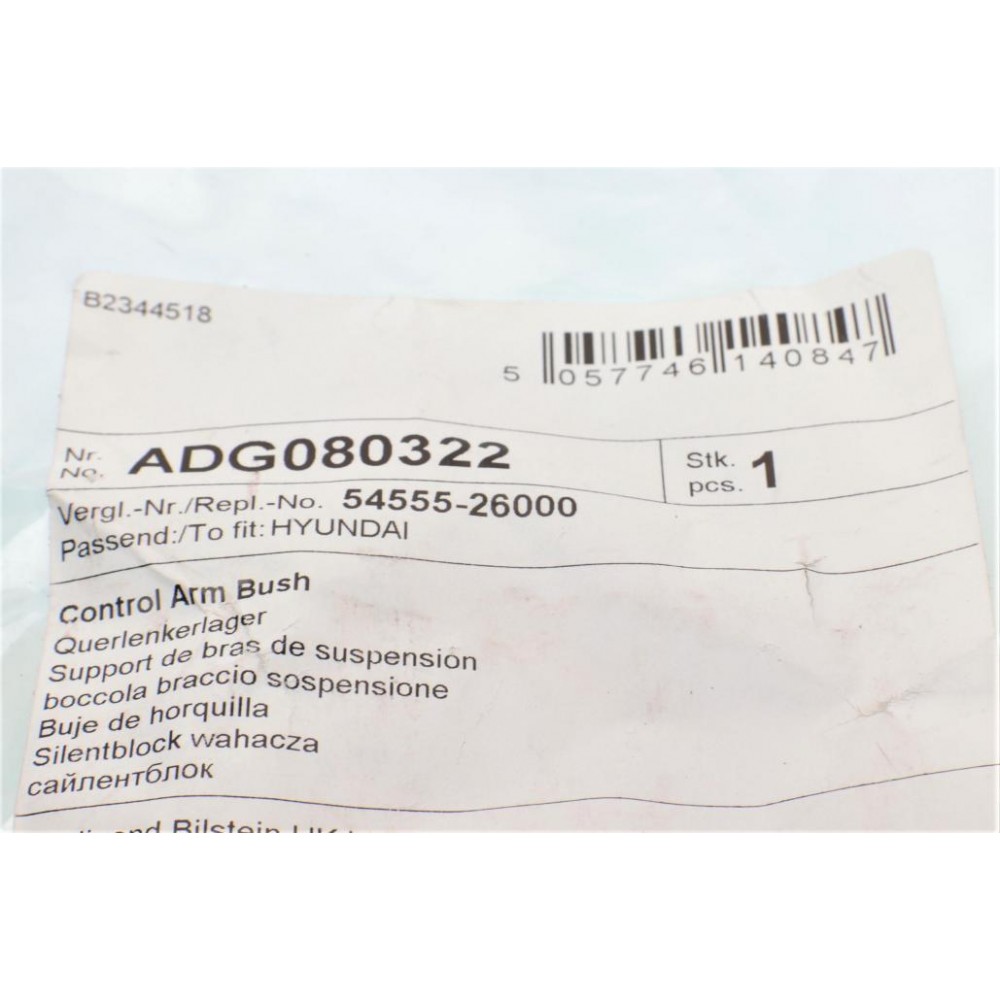 B2344518
5 057746 140847
Nr.
No. ADG080322
Stk.
pcs. 1
Vergl.-Nr./Repl.-No. 54555-26000
Passend:/To fit: HYUNDAI
Control Arm Bush
Querlenkerlager
Support de bras de suspension
boccola braccio sospensione
Buje de horquilla
Silentblock wahacza
сайлентблок
Bilstein UK